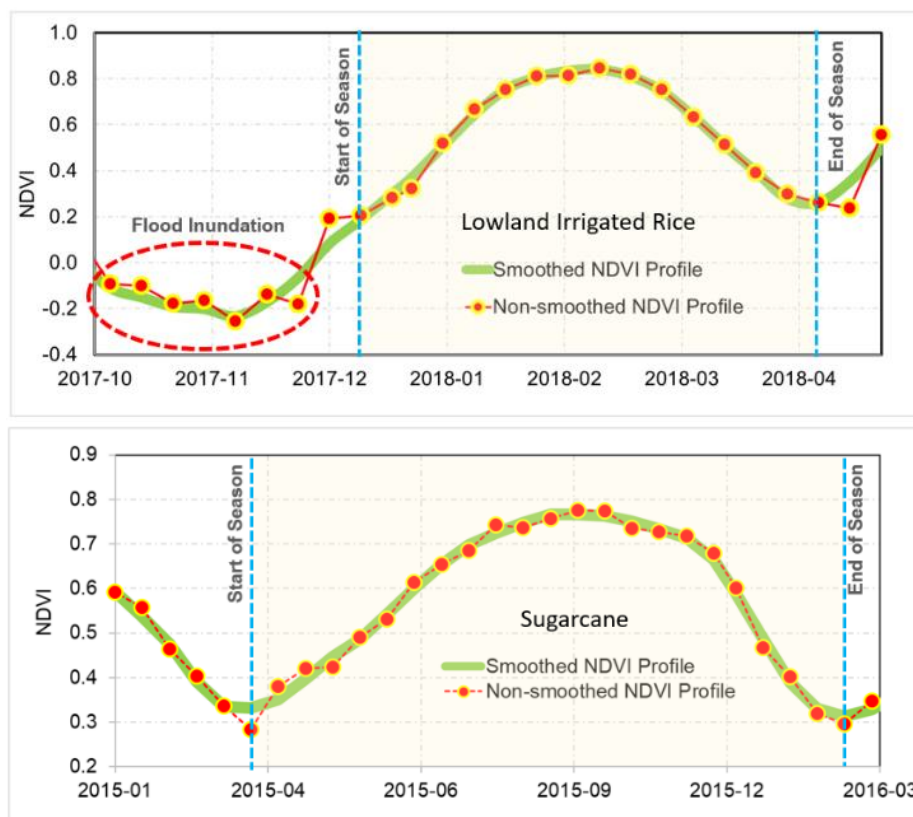 1.0
0.8
0.6
0.4
0.2
0.0
-0.2
-0.4
NDVI
Flood Inundation
Start of Season
End of Season
Lowland Irrigated Rice
Smoothed NDVI Profile
Non-smoothed NDVI Profile
2017-10 2017-11 2017-12 2018-01 2018-02 2018-03 2018-04
0.9
0.8
0.7
0.6
0.5
0.4
0.3
0.2
NDVI
Start of Season
End of Season
Sugarcane
Smoothed NDVI Profile
Non-smoothed NDVI Profile
2015-01 2015-04 2015-06 2015-09 2015-12 2016-03